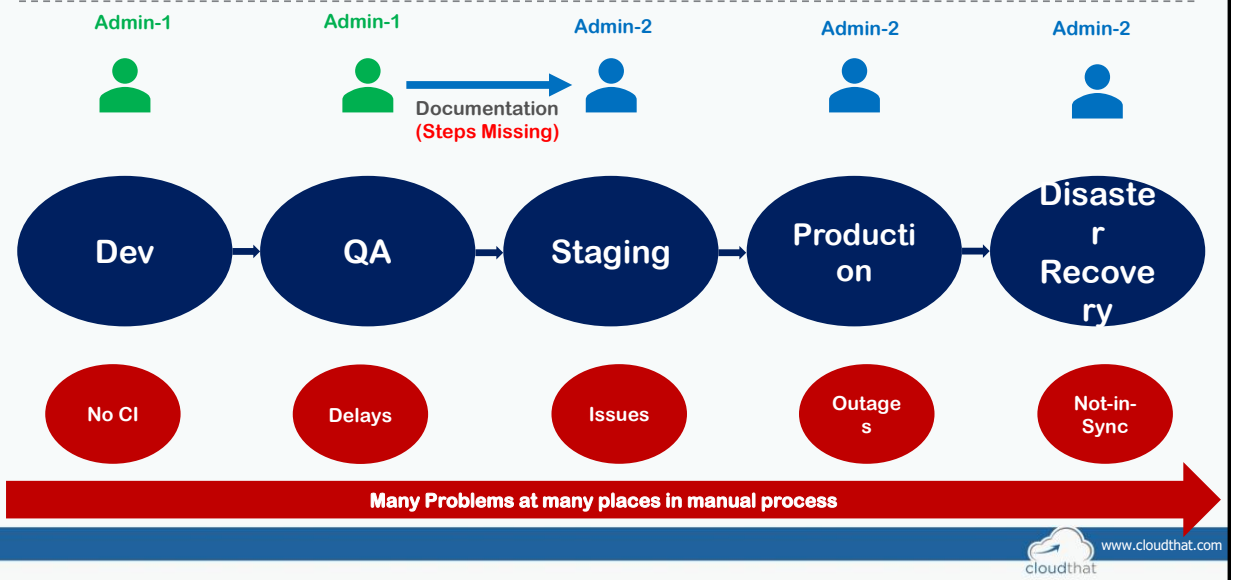 Admin-1
Admin-1
Admin-2
Admin-2
Admin-2
Documentation
(Steps Missing)
Dev
QA
Staging
Producti
on
Disaste
r
Recove
ry
No CI
Delays
Issues
Outage
s
Not-in-
Sync
Many Problems at many places in manual process
cloudthat
www.cloudthat.com